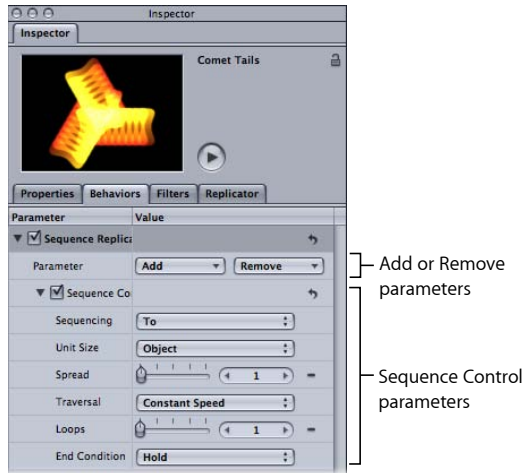 Inspector
Inspector
Comet Tails
Properties Behaviors Filters Replicator
Parameter Value
Sequence Replica
Parameter Add Remove
Sequence Co
Sequencing To
Unit Size Object
Spread 1
Traversal Constant Speed
Loops 1
End Condition Hold
Add or Remove
parameters
Sequence Control
parameters